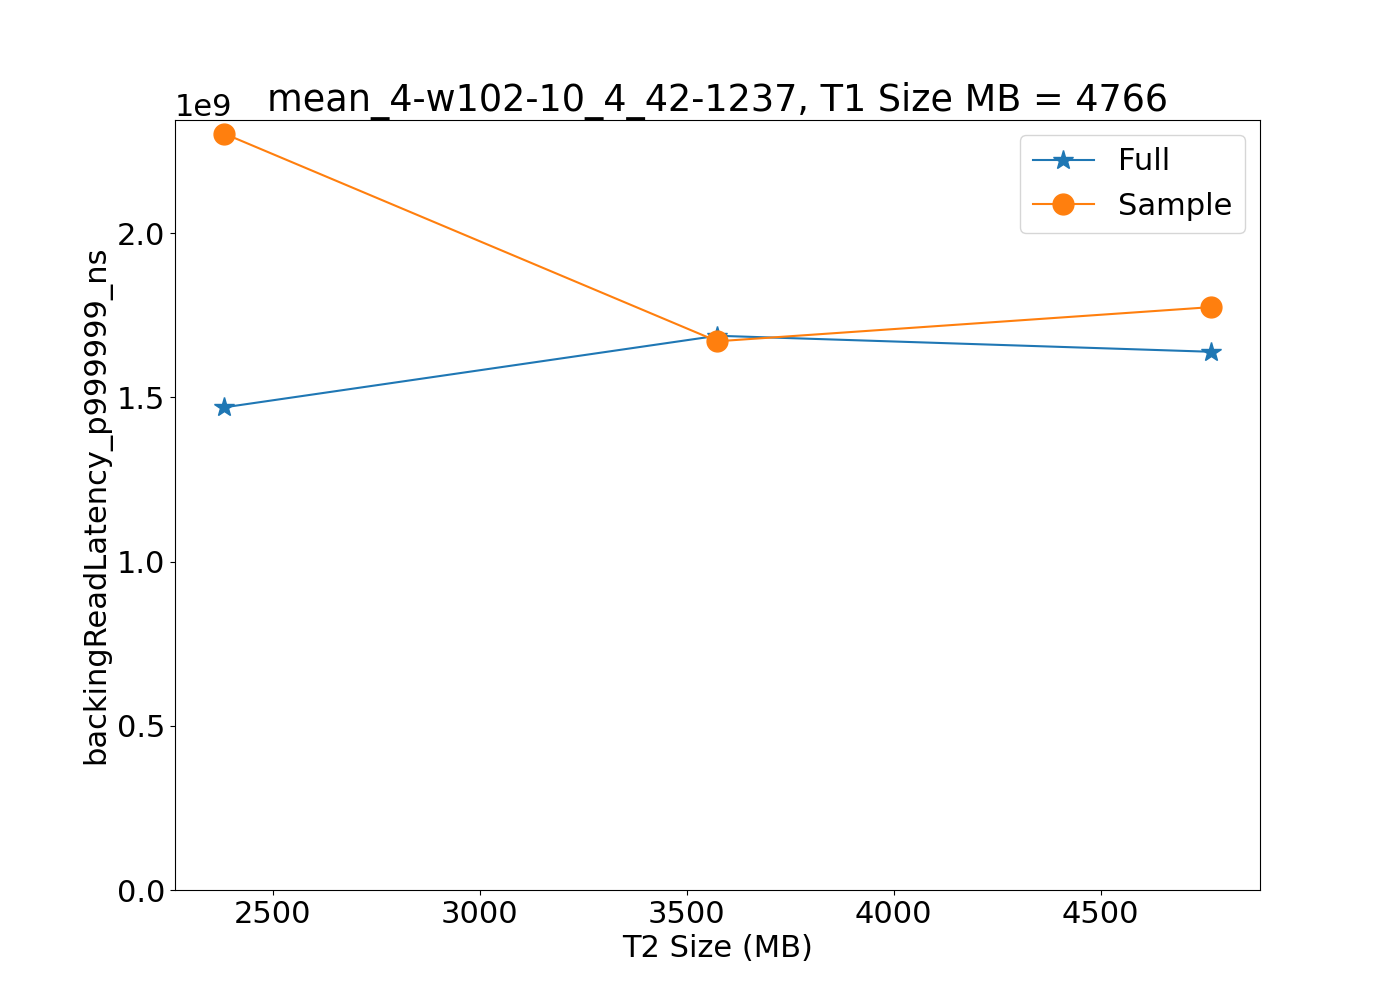 1e9
mean_4-w102-10_4_42-1237, T1 Size MB = 4766
Full
Sample
backingReadLatency_p999999_ns
2.0
1.5
1.0
0.5
0.0
2500 3000 3500 4000 4500
T2 Size (MB)